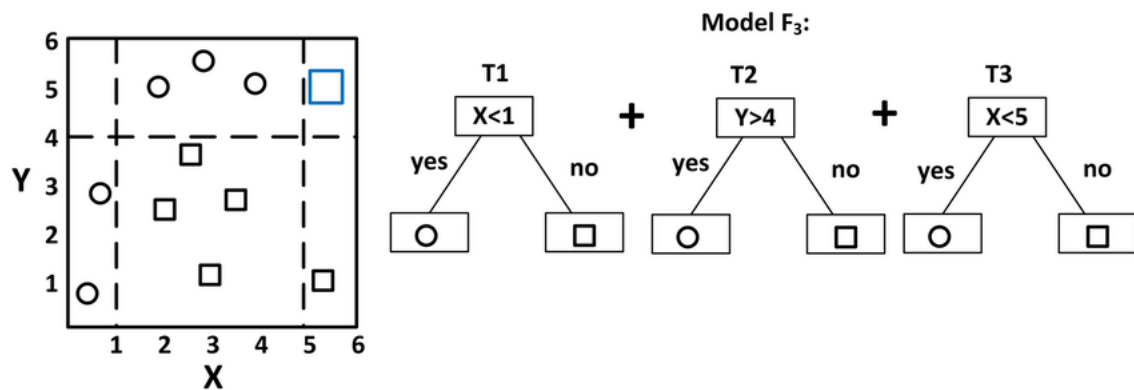 Model F₃:
6
5
4
3
2
1
Y
1 2 3 4 5 6
X
T1
X<1
yes
no
+
T2
Y>4
yes
no
+
T3
X<5
yes
no